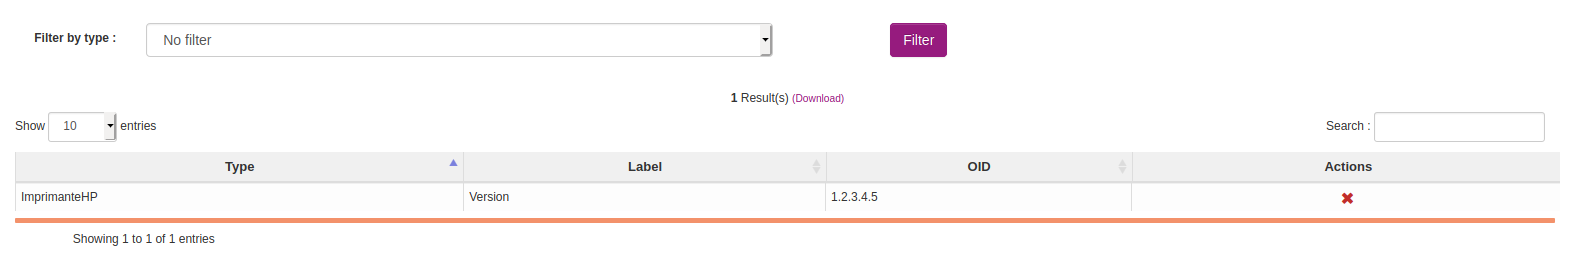 Filter by type : No filter Filter
1 Result(s) (Download)
Show 10 entries Search :
Type Label OID Actions
ImprimanteHP Version 1.2.3.4.5
Showing 1 to 1 of 1 entries